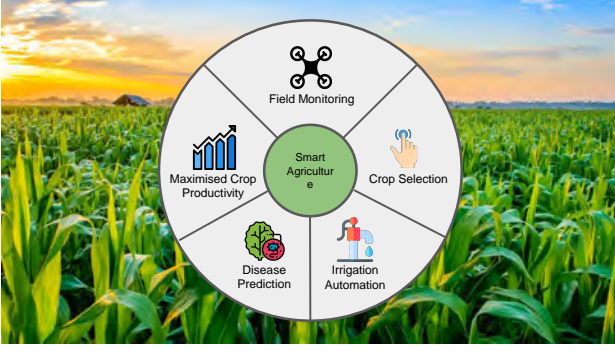 Field Monitoring
Maximised Crop
Productivity
Smart
Agricultur
e
Crop Selection
Disease
Prediction
Irrigation
Automation